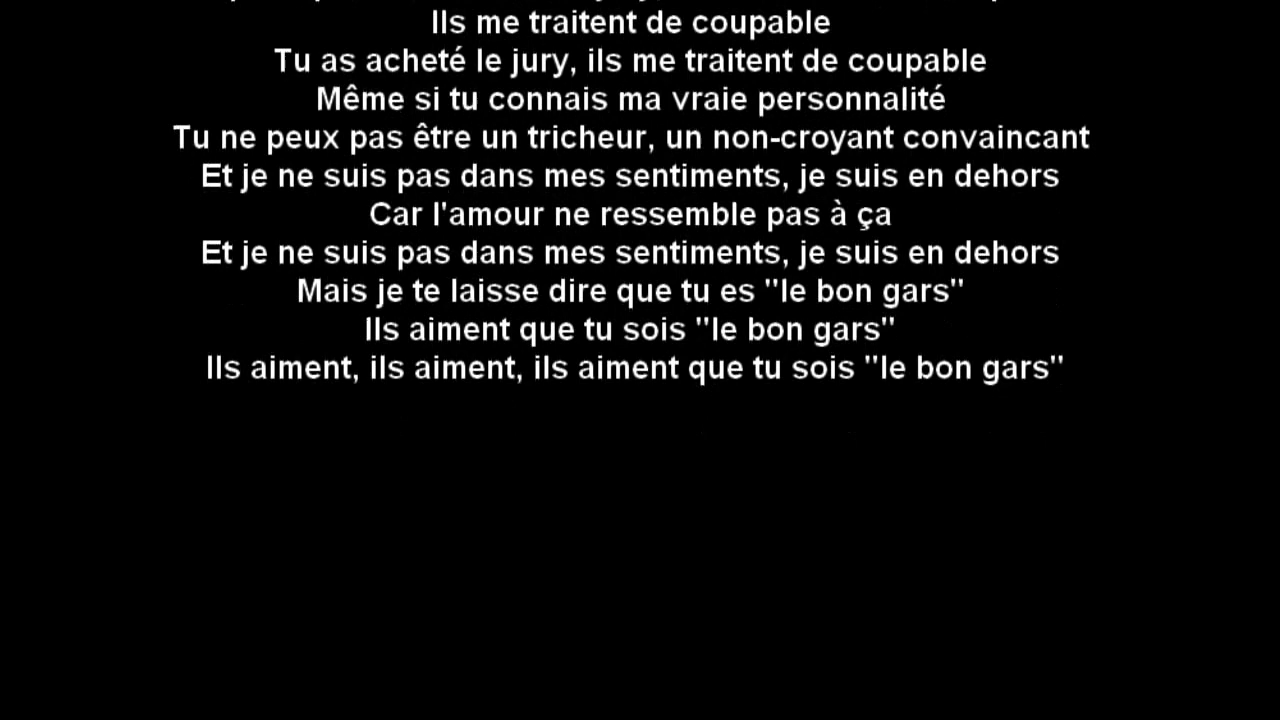 Ils me traitent de coupable
Tu as acheté le jury, ils me traitent de coupable
Même si tu connais ma vraie personnalité
Tu ne peux pas être un tricheur, un non-croyant convaincant
Et je ne suis pas dans mes sentiments, je suis en dehors
Car l'amour ne ressemble pas à ça
Et je ne suis pas dans mes sentiments, je suis en dehors
Mais je te laisse dire que tu es "le bon gars"
Ils aiment que tu sois "le bon gars"
Ils aiment, ils aiment, ils aiment que tu sois "le bon gars"